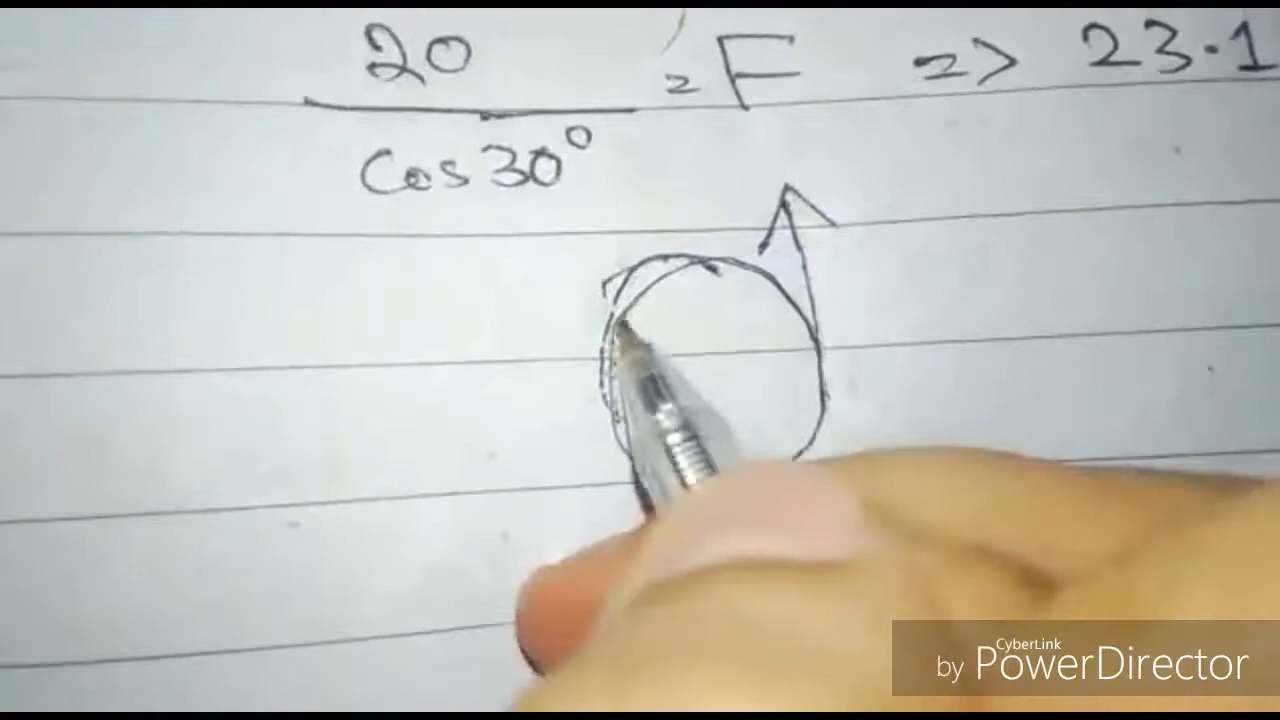 20 = F => 23.1
Cos 30°
CyberLink
by PowerDirector